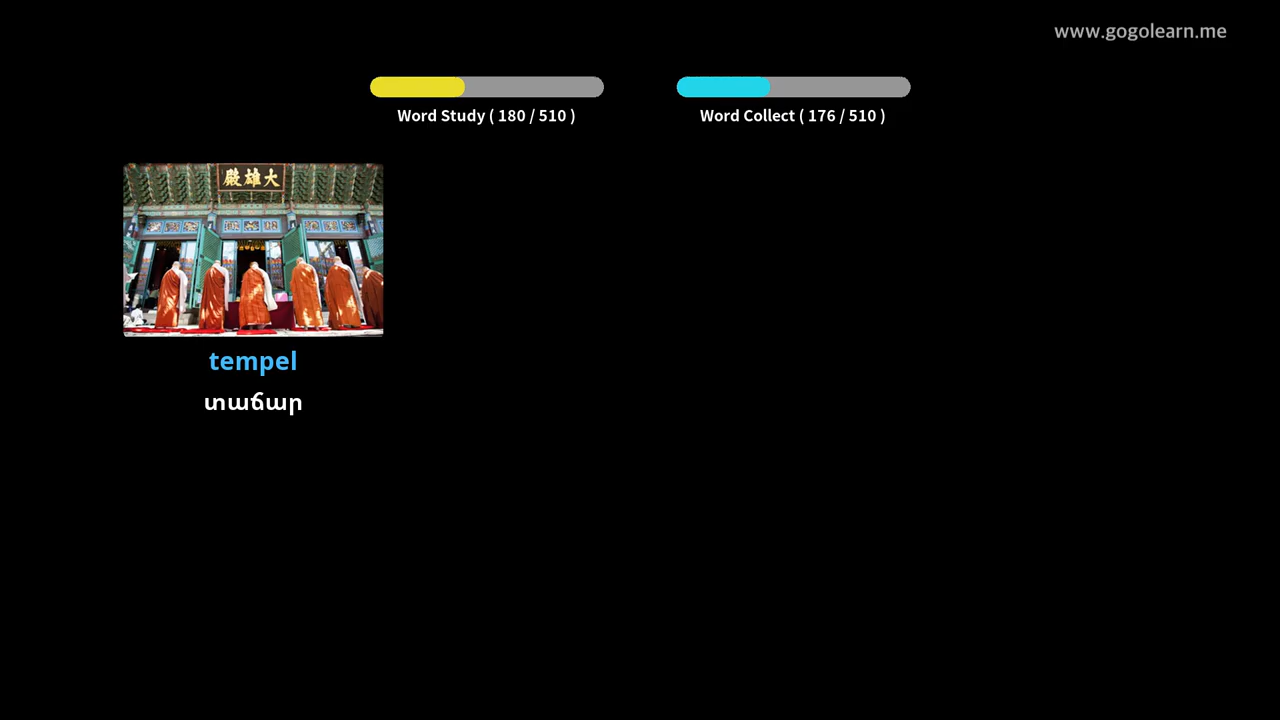 www.gogolearn.me
Word Study ( 180 / 510 )
Word Collect ( 176 / 510 )
殿雄大
tempel
տաճար